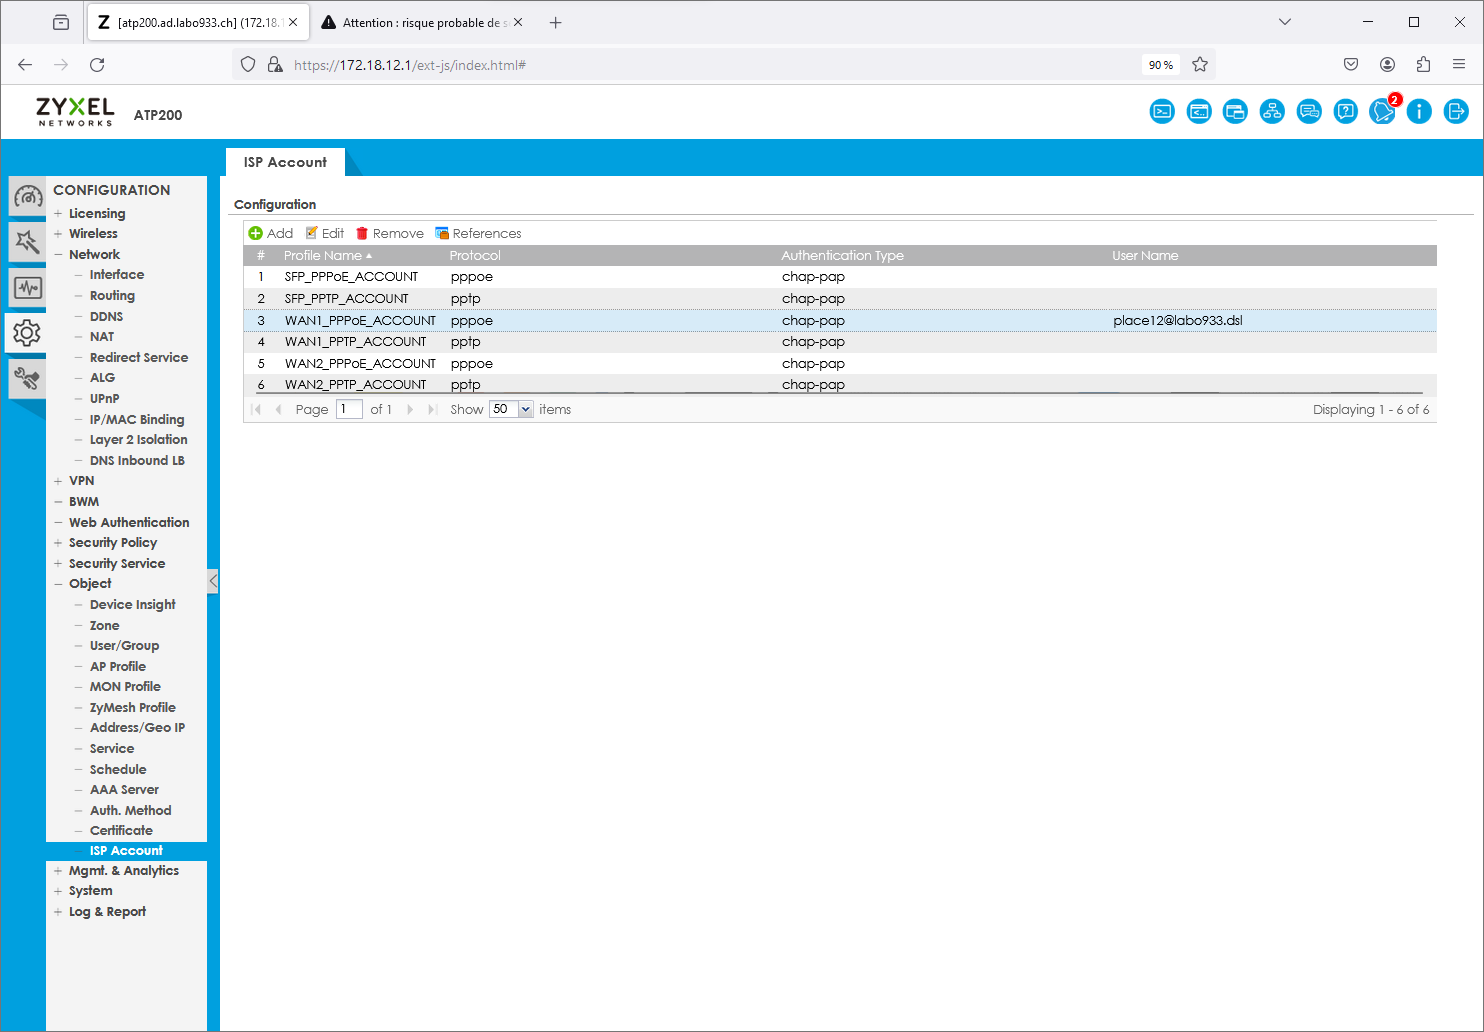 [atp200.ad.labo933.ch] (172.18.1
Attention : risque probable de s
https://172.18.12.1/ext-js/index.html#
90 %
ZYXEL
NETWORKS
ATP200
2
ISP Account
CONFIGURATION
Licensing
Wireless
Network
Interface
Routing
DDNS
NAT
Redirect Service
ALG
UPnP
IP/MAC Binding
Layer 2 Isolation
DNS Inbound LB
VPN
BWM
Web Authentication
Security Policy
Security Service
Object
Device Insight
Zone
User/Group
AP Profile
MON Profile
ZyMesh Profile
Address/Geo IP
Service
Schedule
AAA Server
Auth. Method
Certificate
ISP Account
Mgmt. & Analytics
System
Log & Report
Configuration
Add Edit Remove References
# Profile Name Protocol Authentication Type User Name
1 SFP_PPPoE_ACCOUNT pppoe chap-pap
2 SFP_PPTP_ACCOUNT pptp chap-pap
3 WAN1_PPPoE_ACCOUNT pppoe chap-pap place12@labo933.dsl
4 WAN1_PPTP_ACCOUNT pptp chap-pap
5 WAN2_PPPoE_ACCOUNT pppoe chap-pap
6 WAN2_PPTP_ACCOUNT pptp chap-pap
Page 1 of 1 Show 50 items Displaying 1 - 6 of 6